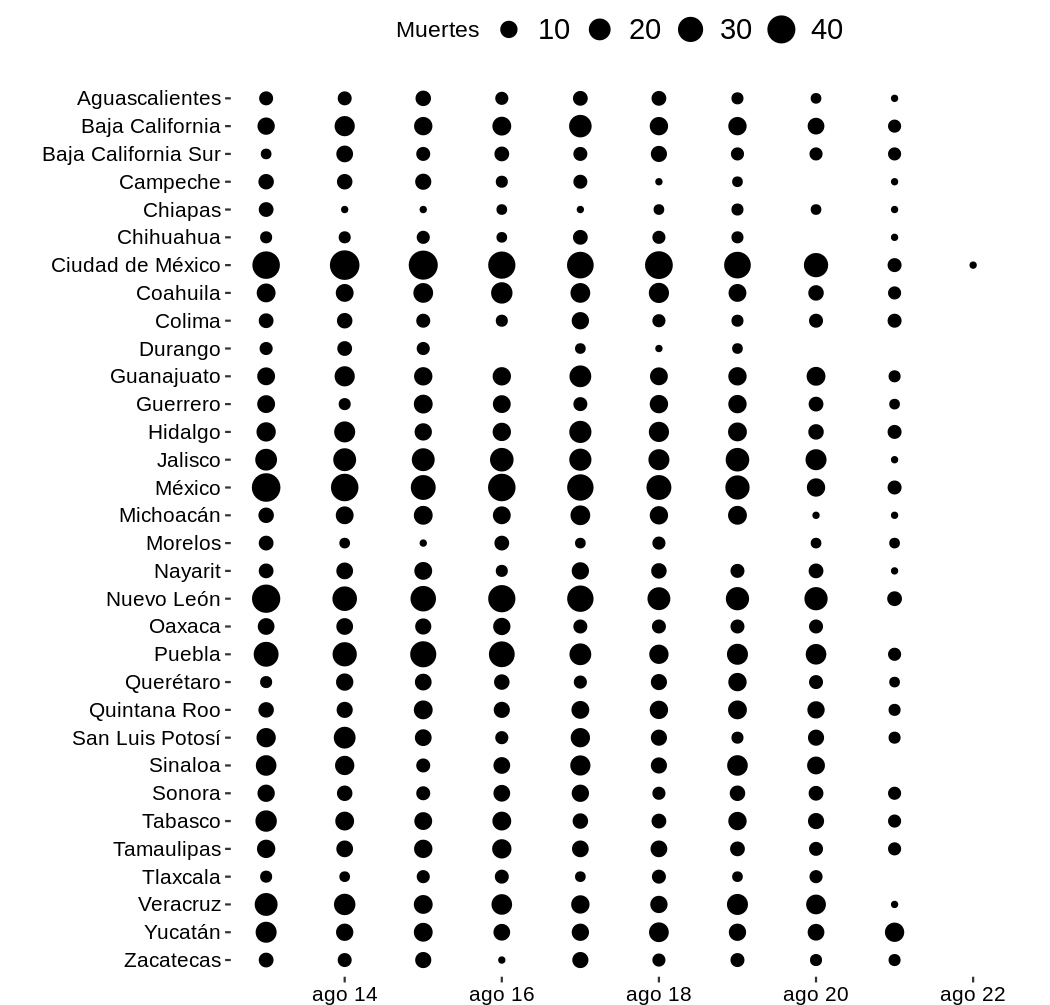 Muertes 10 20 30 40
Aguascalientes
Baja California
Baja California Sur
Campeche
Chiapas
Chihuahua
Ciudad de México
Coahuila
Colima
Durango
Guanajuato
Guerrero
Hidalgo
Jalisco
México
Michoacán
Morelos
Nayarit
Nuevo León
Oaxaca
Puebla
Querétaro
Quintana Roo
San Luis Potosí
Sinaloa
Sonora
Tabasco
Tamaulipas
Tlaxcala
Veracruz
Yucatán
Zacatecas
ago 14 ago 16 ago 18 ago 20 ago 22